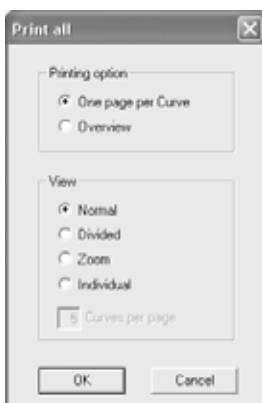 Print all
Printing option
One page per Curve
Overview
View
Normal
Divided
Zoom
Individual
5 Curves per page
OK Cancel